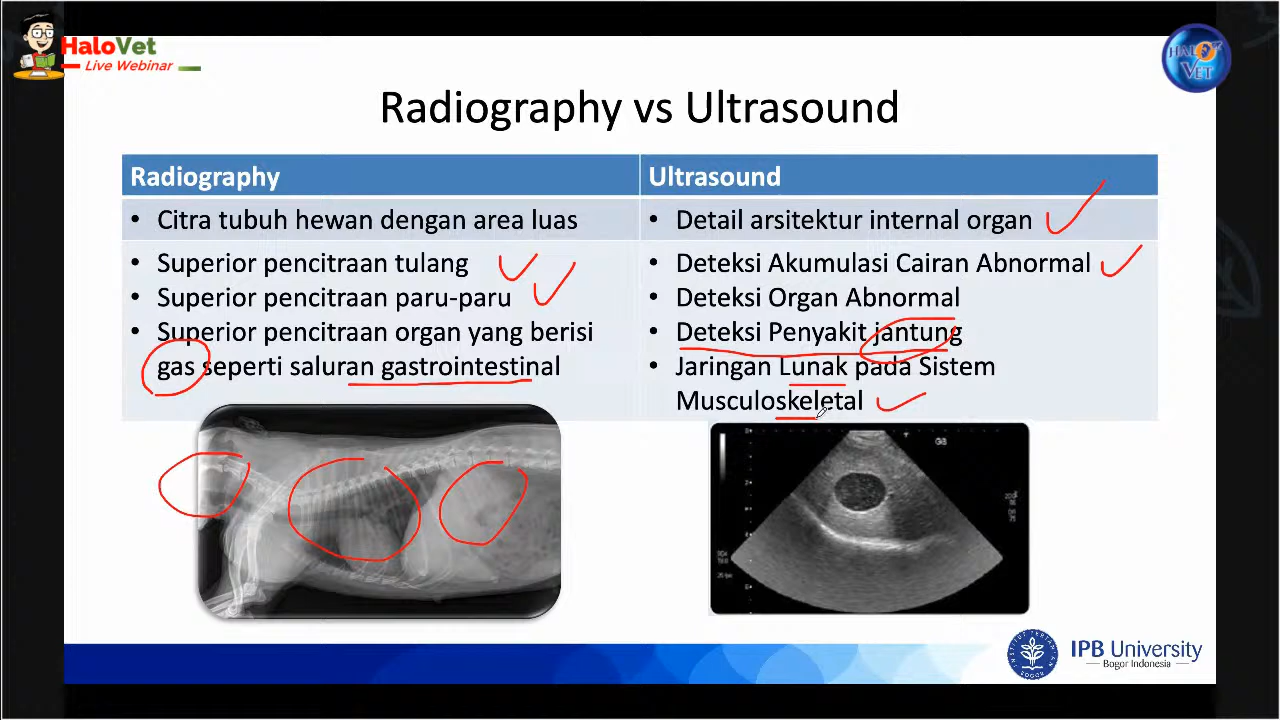 HaloVet
Live Webinar
HALO
VET
Radiography vs Ultrasound
Radiography
Ultrasound
• Citra tubuh hewan dengan area luas
• Detail arsitektur internal organ
• Superior pencitraan tulang
• Superior pencitraan paru-paru
• Superior pencitraan organ yang berisi
gas seperti saluran gastrointestinal
• Deteksi Akumulasi Cairan Abnormal
• Deteksi Organ Abnormal
• Deteksi Penyakit jantung
• Jaringan Lunak pada Sistem
Musculoskeletal
IPB University
Bogor Indonesia